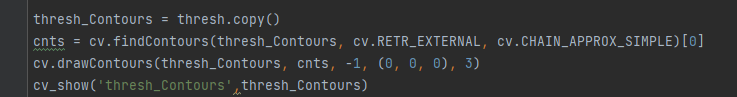 thresh_Contours = thresh.copy()
cnts = cv.findContours(thresh_Contours, cv.RETR_EXTERNAL, cv.CHAIN_APPROX_SIMPLE)[0]
cv.drawContours(thresh_Contours, cnts, -1, (0, 0, 0), 3)
cv_show('thresh_Contours',thresh_Contours)